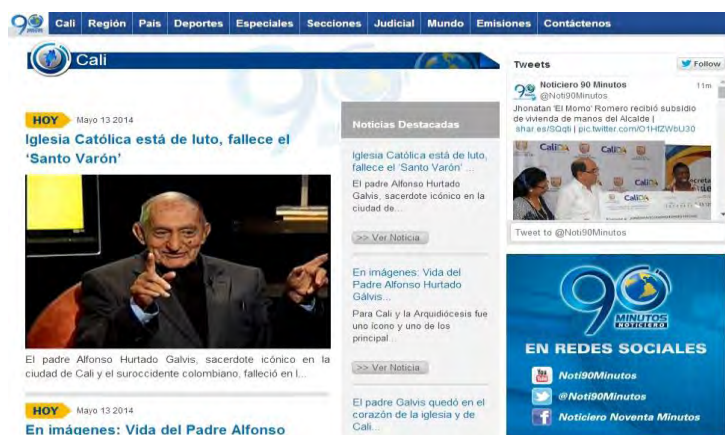 90 Cali Región Pais Deportes Especiales Secciones Judicial Mundo Emisiones Contáctenos
Cali
HOY Mayo 13 2014
Iglesia Católica está de luto, fallece el
‘Santo Varón’
El padre Alfonso Hurtado Galvis, sacerdote icónico en la
ciudad de Cali y el suroccidente colombiano, falleció en l...
HOY Mayo 13 2014
En imágenes: Vida del Padre Alfonso
Noticias Destacadas
Iglesia Católica está de luto,
fallece el ‘Santo Varón’ ...
El padre Alfonso Hurtado
Galvis, sacerdote icónico en la
ciudad de...
>> Ver Noticia
En imágenes: Vida del
Padre Alfonso Hurtado
Gálvis...
Para Cali y la Arquidiócesis fue
uno ícono y uno de los
principal...
>> Ver Noticia
El padre Galvis quedó en el
corazón de la iglesia y de
Cali...
Tweets Follow
Noticiero 90 Minutos 11m
@Noti90Minutos
Jhonatan 'El Momo' Romero recibió subsidio
de vivienda de manos del Alcalde |
pic.twitter.com/O1HfZWbU30
CaliDA
Tweet to @Noti90Minutos
90
MINUTOS
NOTICIERO
EN REDES SOCIALES
You Tube Noti90Minutos
@Noti90Minutos
f Noticiero Noventa Minutos